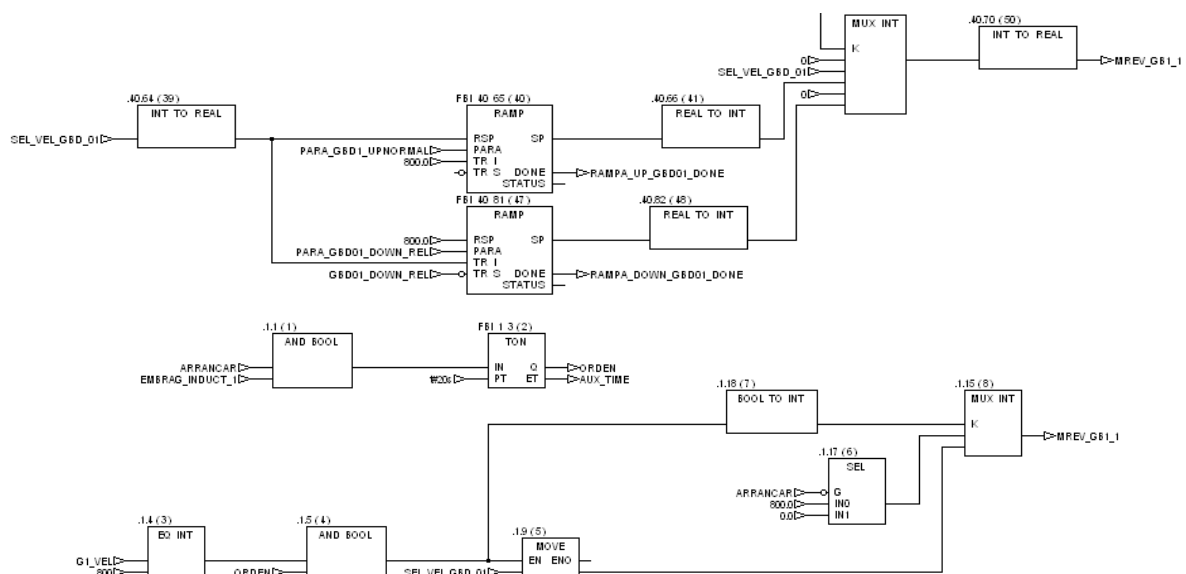 MUX INT
.40.70 (50)
INT TO REAL
K
0
SEL_VEL_GBD_01
0
MREV_GB1_1
.40.64 (39)
INT TO REAL
SEL_VEL_GBD_01
FBI 40 65 (40)
RAMP
RSP SP
PARA_GBD1_UPNORMAL PARA
800.0 TR I
TR S DONE RAMPA_UP_GBD01_DONE
STATUS
.40.66 (41)
REAL TO INT
FBI 40 81 (47)
RAMP
800.0 RSP SP
PARA_GBD01_DOWN_REL PARA
TR I
GBD01_DOWN_REL TR S DONE RAMPA_DOWN_GBD01_DONE
STATUS
.40.82 (48)
REAL TO INT
.1.1 (1)
AND BOOL
ARRANCAR
EMBRAG_INDUCT_1
FBI 1 3 (2)
TON
IN Q ORDEN
t#20s PT ET AUX_TIME
.1.18 (7)
BOOL TO INT
.1.15 (8)
MUX INT
K
MREV_GB1_1
.1.17 (6)
SEL
ARRANCAR G
800.0 IN0
0.0 IN1
.1.4 (3)
EQ INT
G1_VEL
800
.1.5 (4)
AND BOOL
ORDEN
.1.9 (5)
MOVE
EN ENO
SEL_VEL_GBD_01